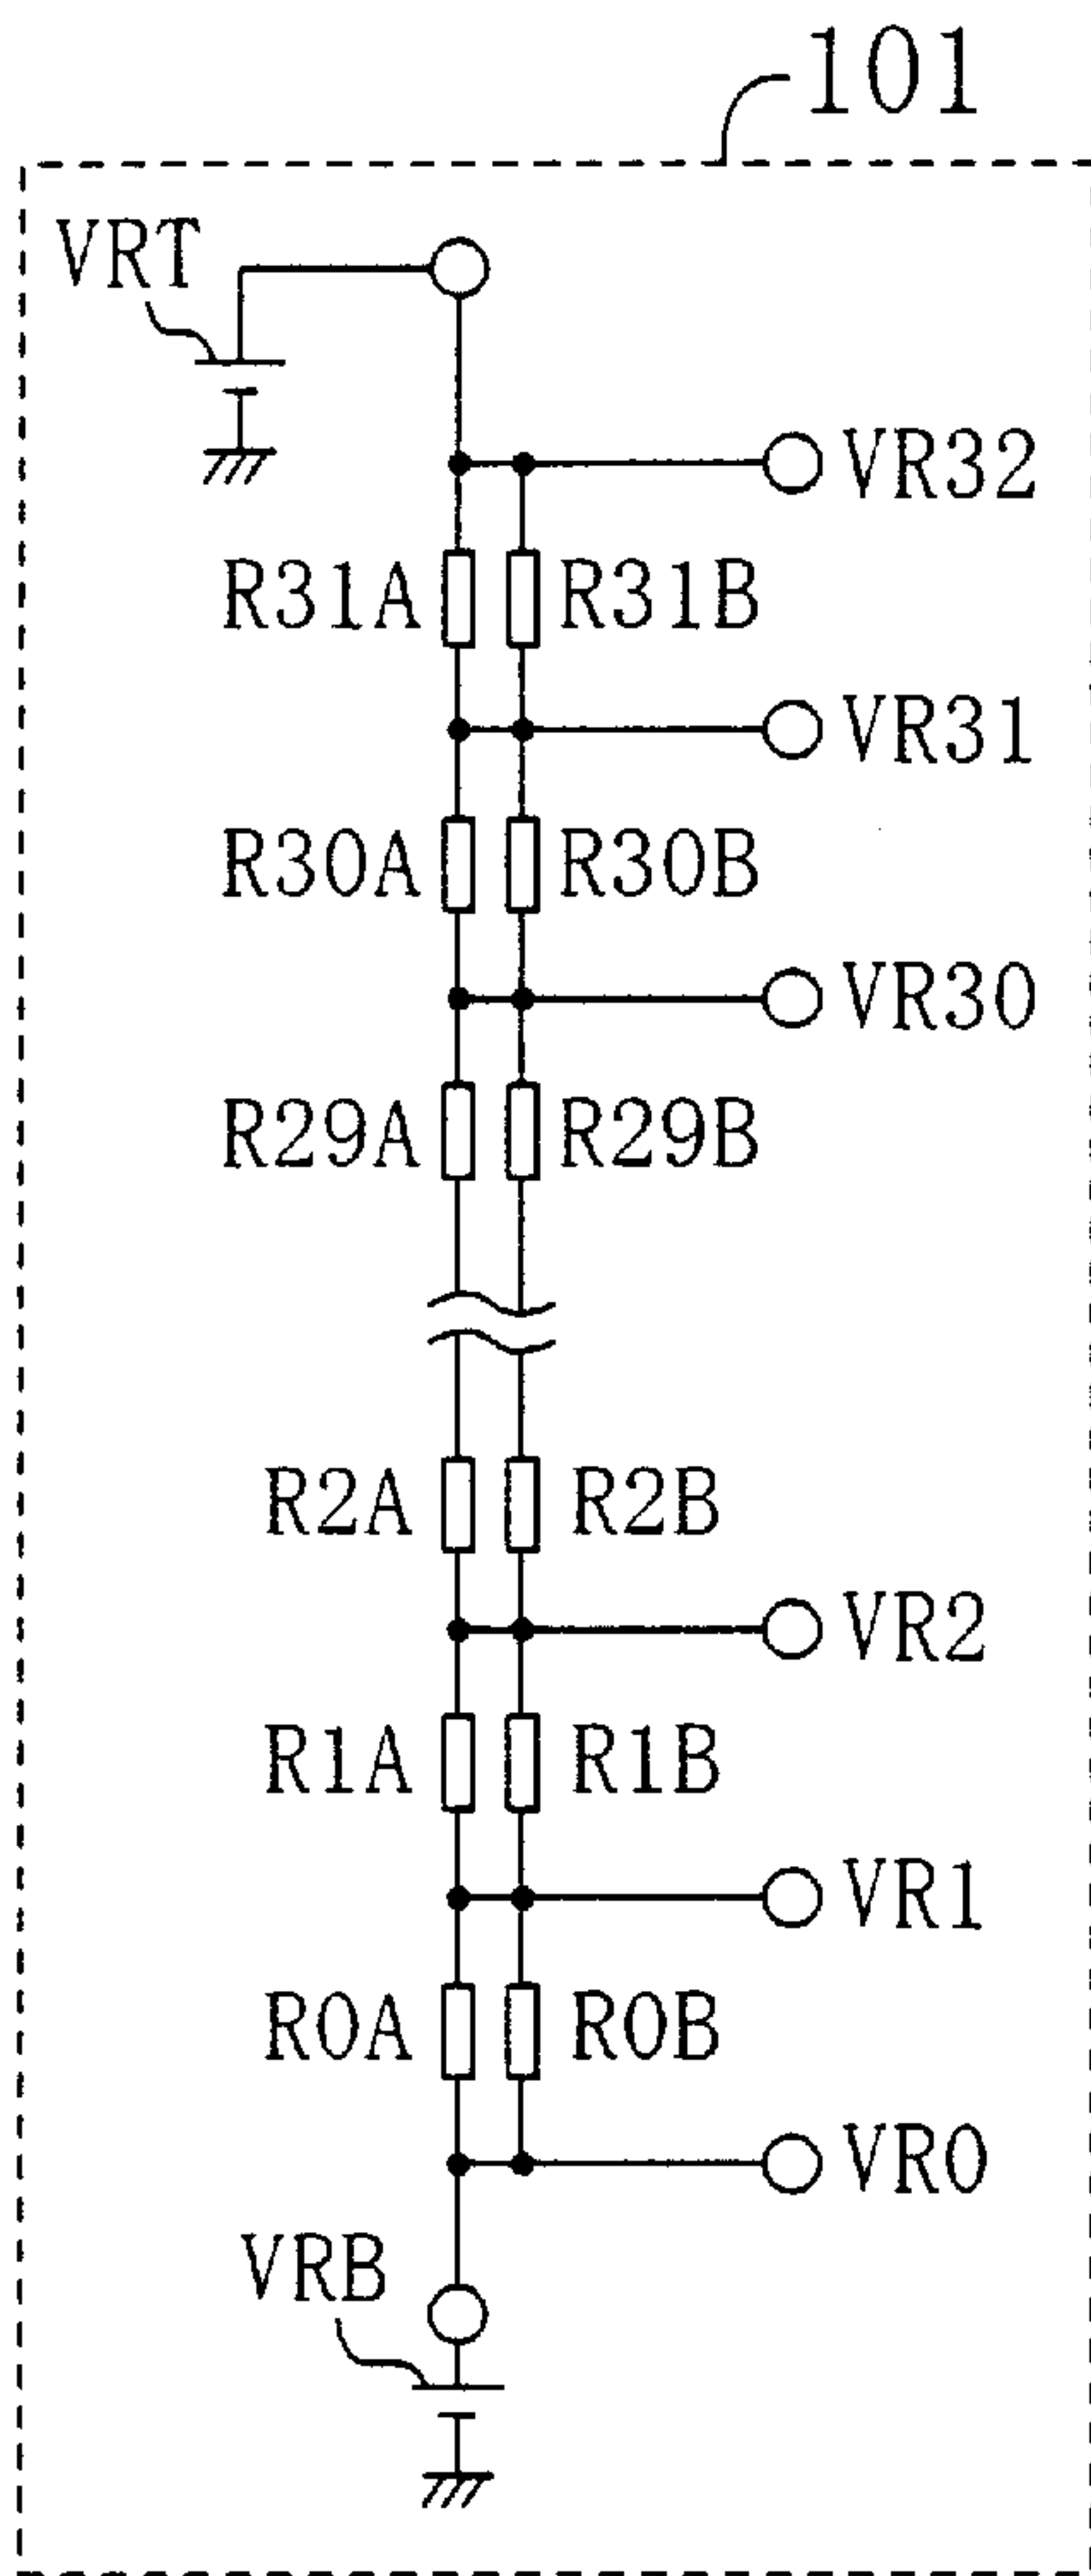 101
VRT
VR32
R31A R31B
VR31
R30A R30B
VR30
R29A R29B
R2A R2B
VR2
R1A R1B
VR1
R0A R0B
VR0
VRB